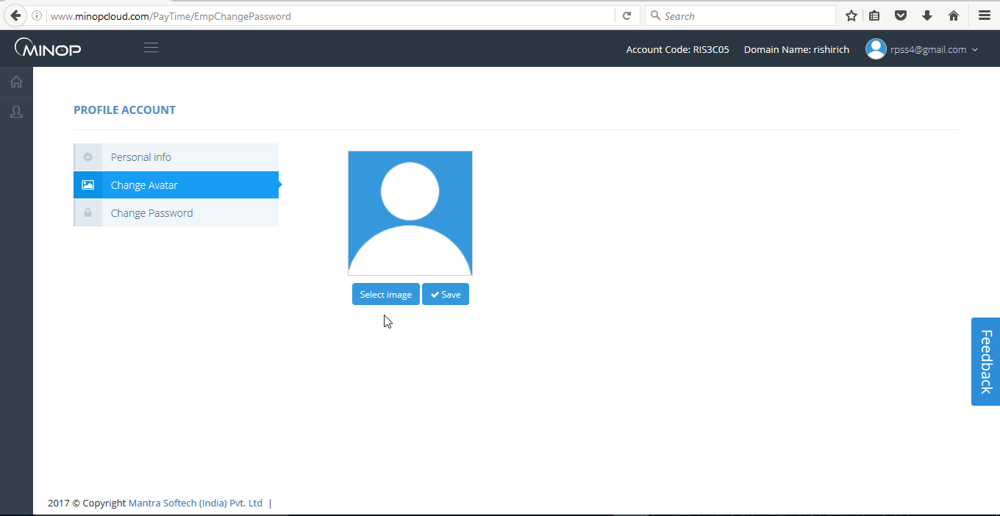 www.minopcloud.com/PayTime/EmpChangePassword
Search
MINOP
Account Code: RIS3C05
Domain Name: rishirich
rpss4@gmail.com
PROFILE ACCOUNT
Personal info
Change Avatar
Change Password
Select image
Save
Feedback
2017 © Copyright Mantra Softech (India) Pvt. Ltd |